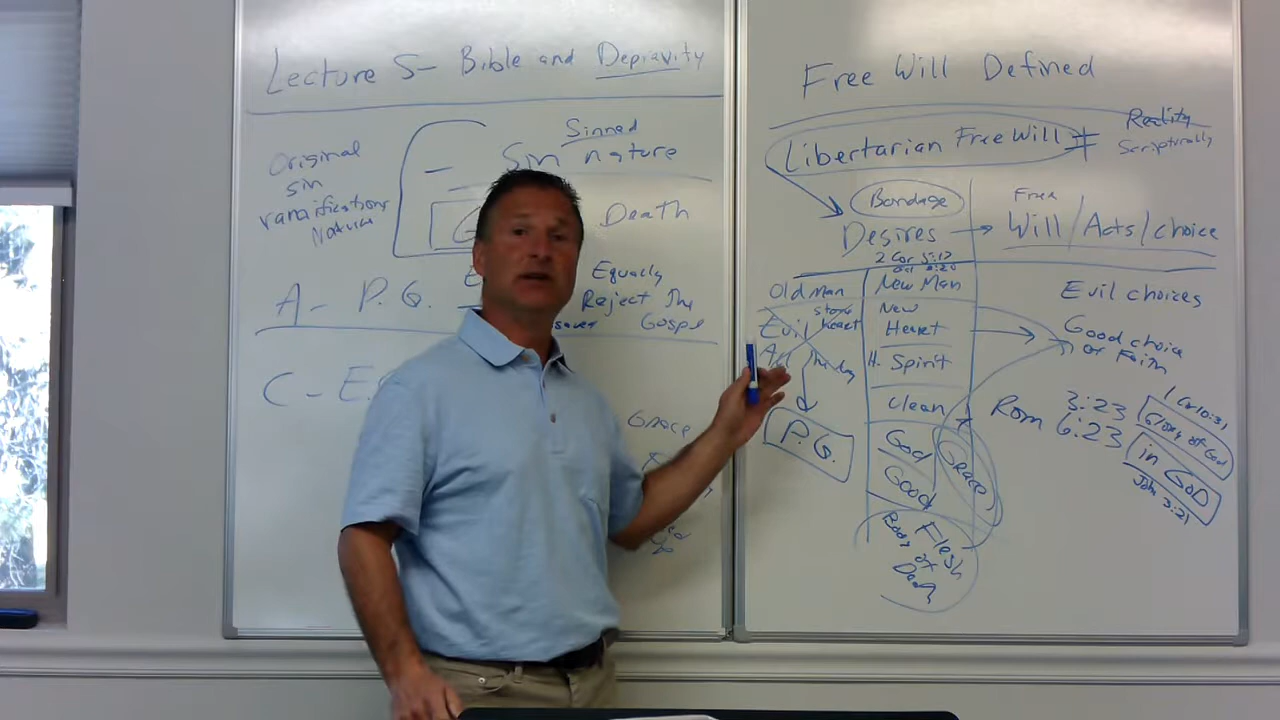 Lecture 5- Bible and Depravity
Original
sin
ramifications
Nature
Sinned
- Sin nature
Death
A- P.G.
Equally
Reject The
Gospel
C- E.
Grace
Free Will Defined
Libertarian Free Will ≠
Reality
Scripturally
Bondage
Desires
Free
Will/Acts/choice
2 Cor 5:17
Old man
New Man
Evil choices
Evil
stone
heart
New
Heart
Good choice
of Faith
All The day
H. Spirit
Clean
P.G.
God
Good
Grace
Rom 3:23
6:23
1 Cor 10:31
Glory of God
in GOD
John 3:21
Flesh
Body of
Death